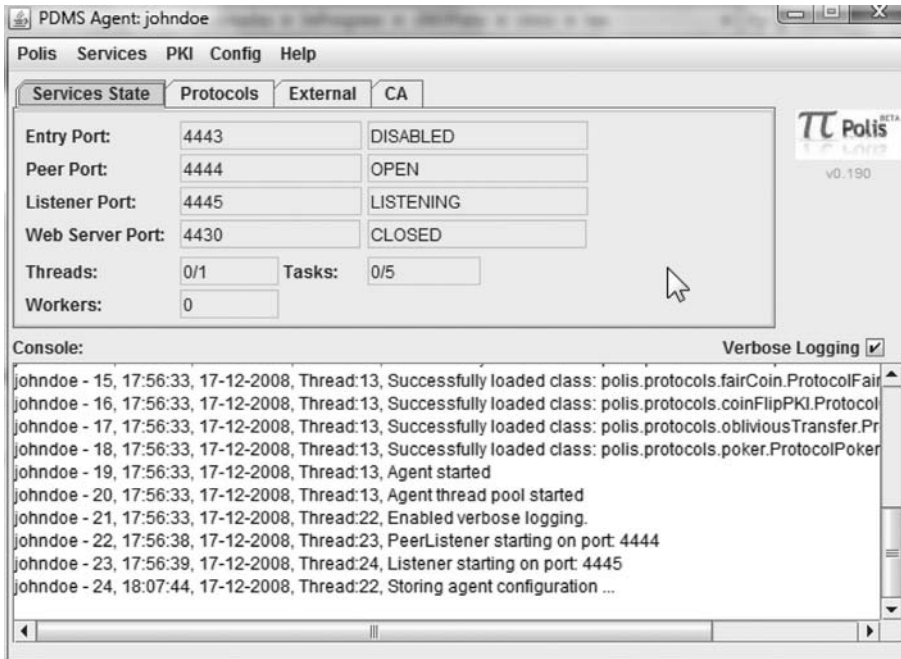 PDMS Agent: johndoe
Polis Services PKI Config Help
Services State Protocols External CA
Entry Port: 4443 DISABLED
Peer Port: 4444 OPEN
Listener Port: 4445 LISTENING
Web Server Port: 4430 CLOSED
Threads: 0/1 Tasks: 0/5
Workers: 0
π Polis BETA
v0.190
Console: Verbose Logging
johndoe - 15, 17:56:33, 17-12-2008, Thread:13, Successfully loaded class: polis.protocols.fairCoin.ProtocolFair
johndoe - 16, 17:56:33, 17-12-2008, Thread:13, Successfully loaded class: polis.protocols.coinFlipPKI.Protocol
johndoe - 17, 17:56:33, 17-12-2008, Thread:13, Successfully loaded class: polis.protocols.obliviousTransfer.Pr
johndoe - 18, 17:56:33, 17-12-2008, Thread:13, Successfully loaded class: polis.protocols.poker.ProtocolPoker
johndoe - 19, 17:56:33, 17-12-2008, Thread:13, Agent started
johndoe - 20, 17:56:33, 17-12-2008, Thread:13, Agent thread pool started
johndoe - 21, 17:56:33, 17-12-2008, Thread:22, Enabled verbose logging.
johndoe - 22, 17:56:38, 17-12-2008, Thread:23, PeerListener starting on port: 4444
johndoe - 23, 17:56:39, 17-12-2008, Thread:24, Listener starting on port: 4445
johndoe - 24, 18:07:44, 17-12-2008, Thread:22, Storing agent configuration ...